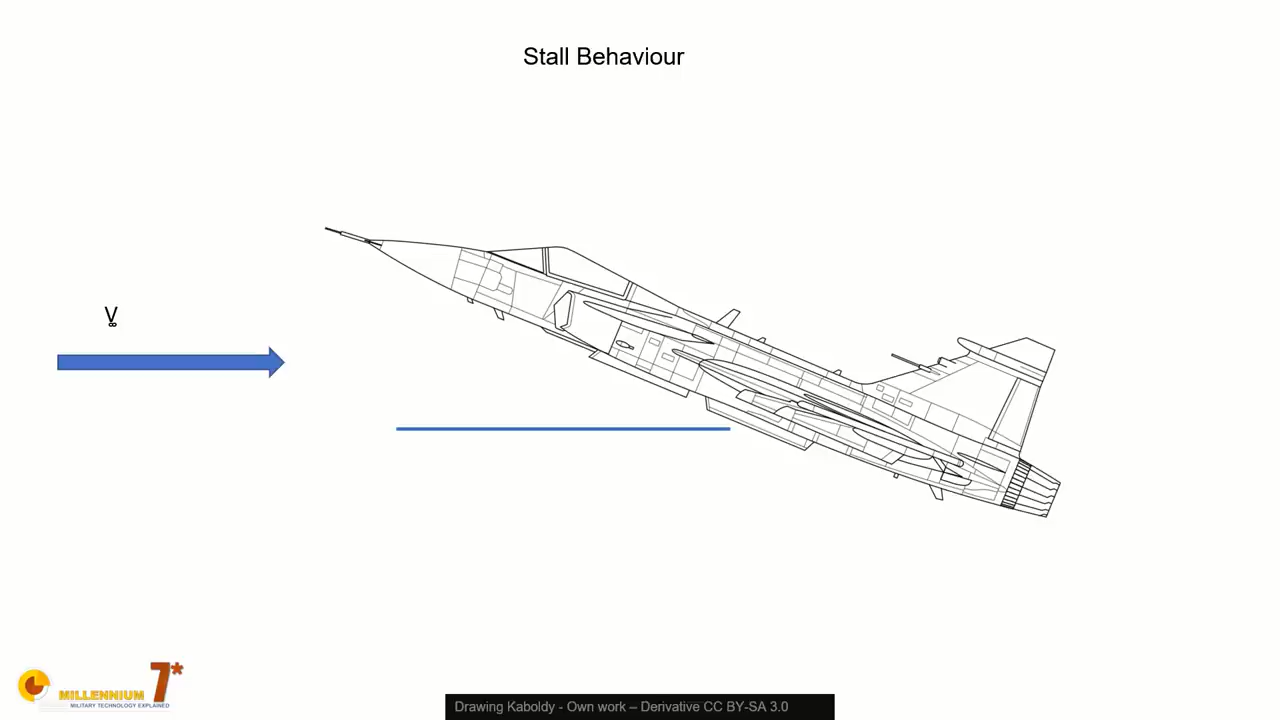 Stall Behaviour
V∞
7*
MILLENNIUM
MILITARY TECHNOLOGY EXPLAINED
Drawing Kaboldy - Own work – Derivative CC BY-SA 3.0